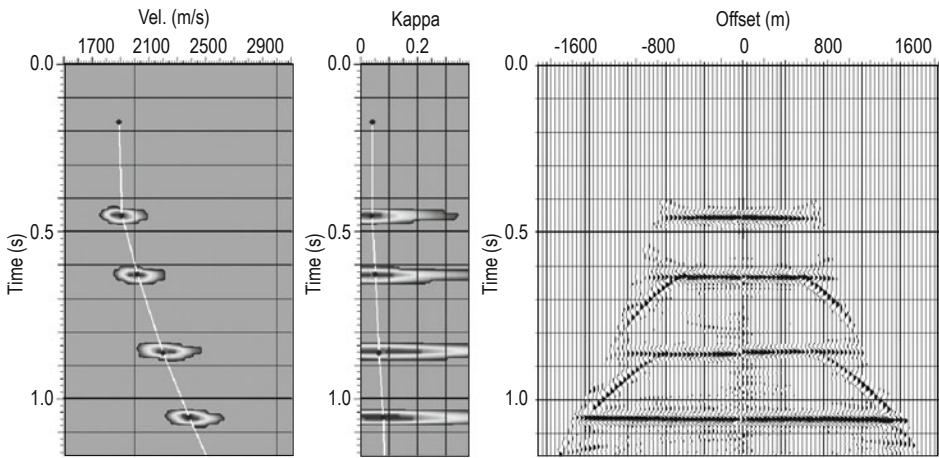 Vel. (m/s) Kappa Offset (m)
1700 2100 2500 2900 0 0.2 -1600 -800 0 800 1600
0.0 0.0 0.0
Time (s) Time (s) Time (s)
0.5 0.5 0.5
1.0 1.0 1.0